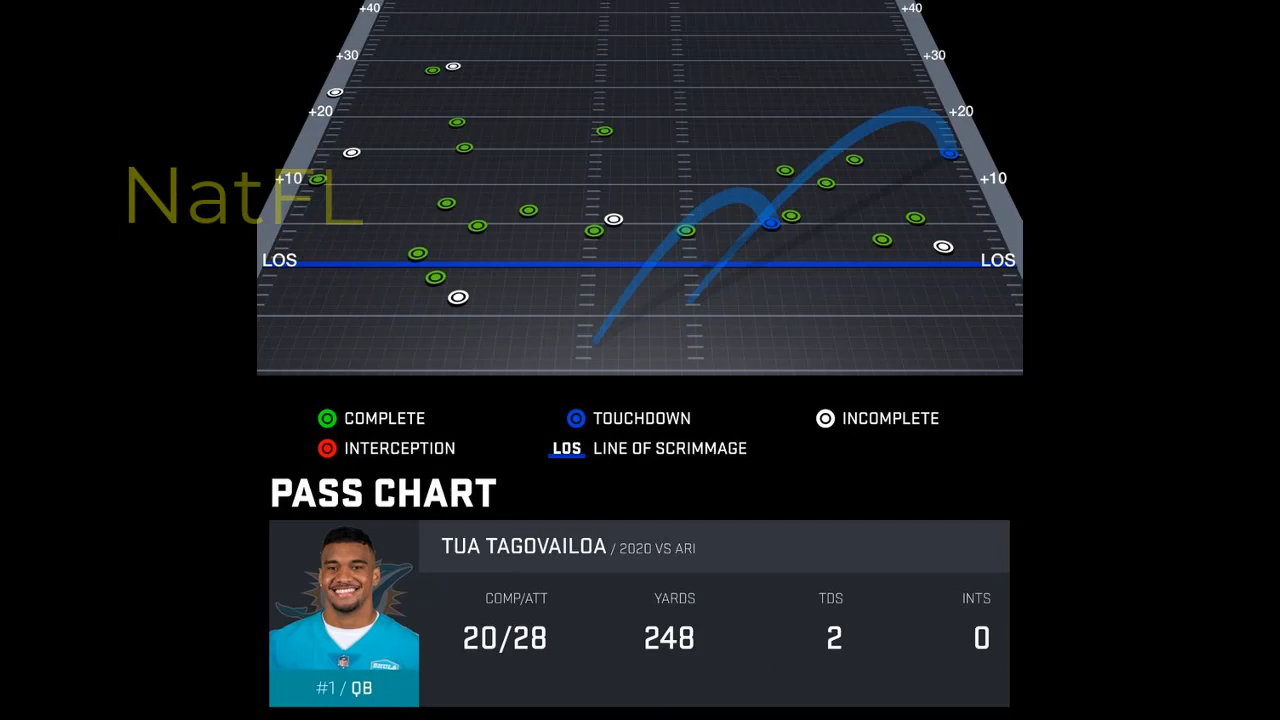 +40 +40
+30 +30
+20 +20
+10 +10
NatFL
LOS LOS
COMPLETE TOUCHDOWN INCOMPLETE
INTERCEPTION LOS LINE OF SCRIMMAGE
PASS CHART
TUA TAGOVAILOA / 2020 VS ARI
COMP/ATT YARDS TDS INTS
20/28 248 2 0
#1 / QB